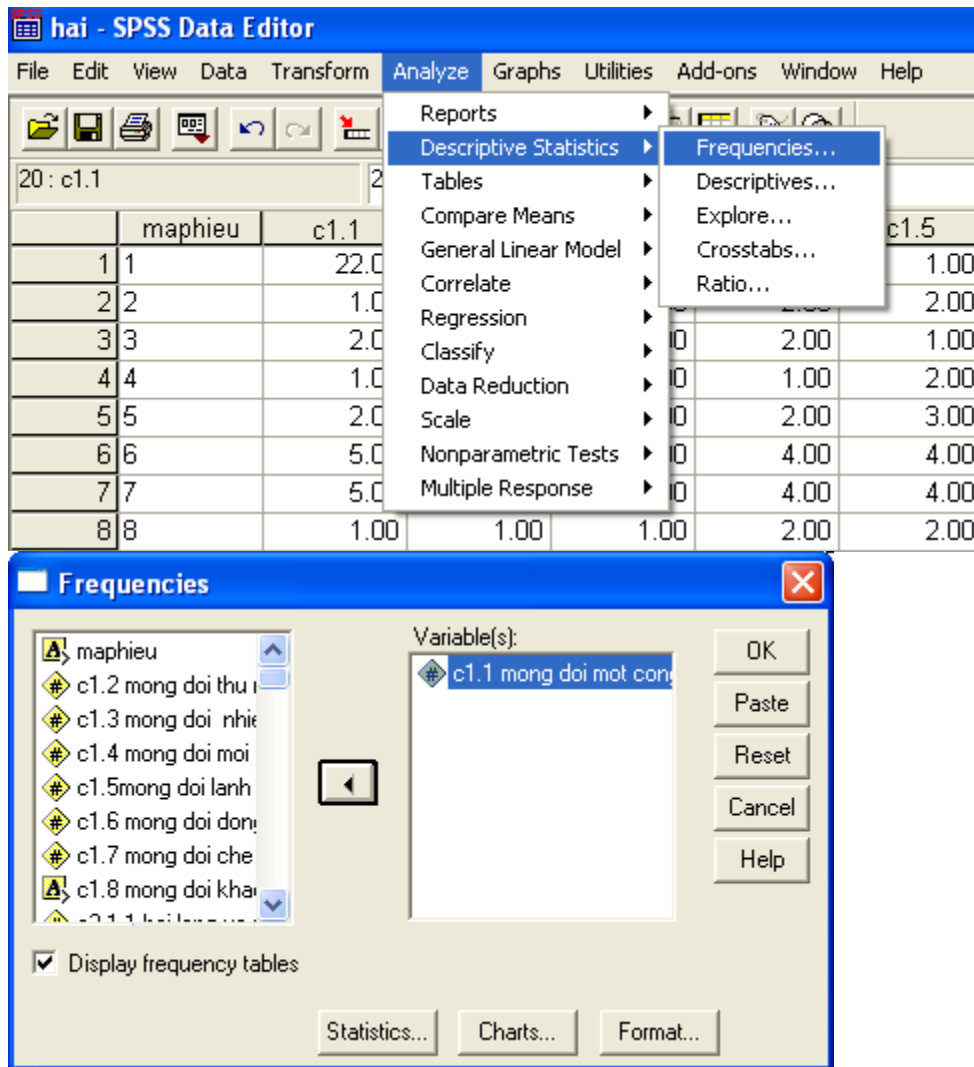 hai - SPSS Data Editor
File Edit View Data Transform Analyze Graphs Utilities Add-ons Window Help
Reports
Descriptive Statistics Frequencies...
20 : c1.1 Tables Descriptives...
maphieu c1.1 Compare Means Explore... c1.5
1 1 22.0 General Linear Model Crosstabs... 1.00
2 2 1.0 Correlate Ratio... 2.00
Regression
3 3 2.0 Classify 2.00 1.00
4 4 1.0 Data Reduction 1.00 2.00
5 5 2.0 Scale 2.00 3.00
6 6 5.0 Nonparametric Tests 4.00 4.00
7 7 5.0 Multiple Response 4.00 4.00
8 8 1.00 1.00 1.00 2.00 2.00
Frequencies
maphieu
c1.2 mong doi thu
c1.3 mong doi nhie
c1.4 mong doi moi
c1.5mong doi lanh
c1.6 mong doi dong
c1.7 mong doi che
c1.8 mong doi kha
Variable(s):
c1.1 mong doi mot cong
OK
Paste
Reset
Cancel
Help
Display frequency tables
Statistics... Charts... Format...